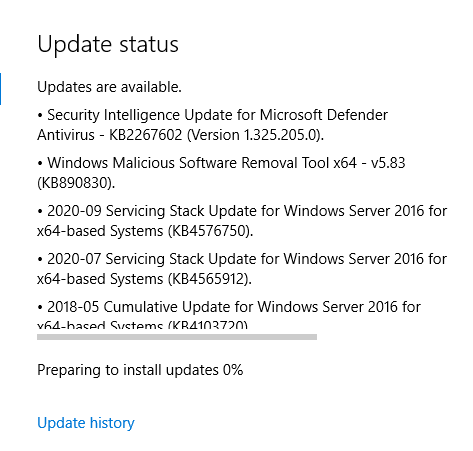 Update status
Updates are available.
• Security Intelligence Update for Microsoft Defender
Antivirus - KB2267602 (Version 1.325.205.0).
• Windows Malicious Software Removal Tool x64 - v5.83
(KB890830).
• 2020-09 Servicing Stack Update for Windows Server 2016 for
x64-based Systems (KB4576750).
• 2020-07 Servicing Stack Update for Windows Server 2016 for
x64-based Systems (KB4565912).
• 2018-05 Cumulative Update for Windows Server 2016 for
x64-based Systems (KB4103720)
Preparing to install updates 0%
Update history